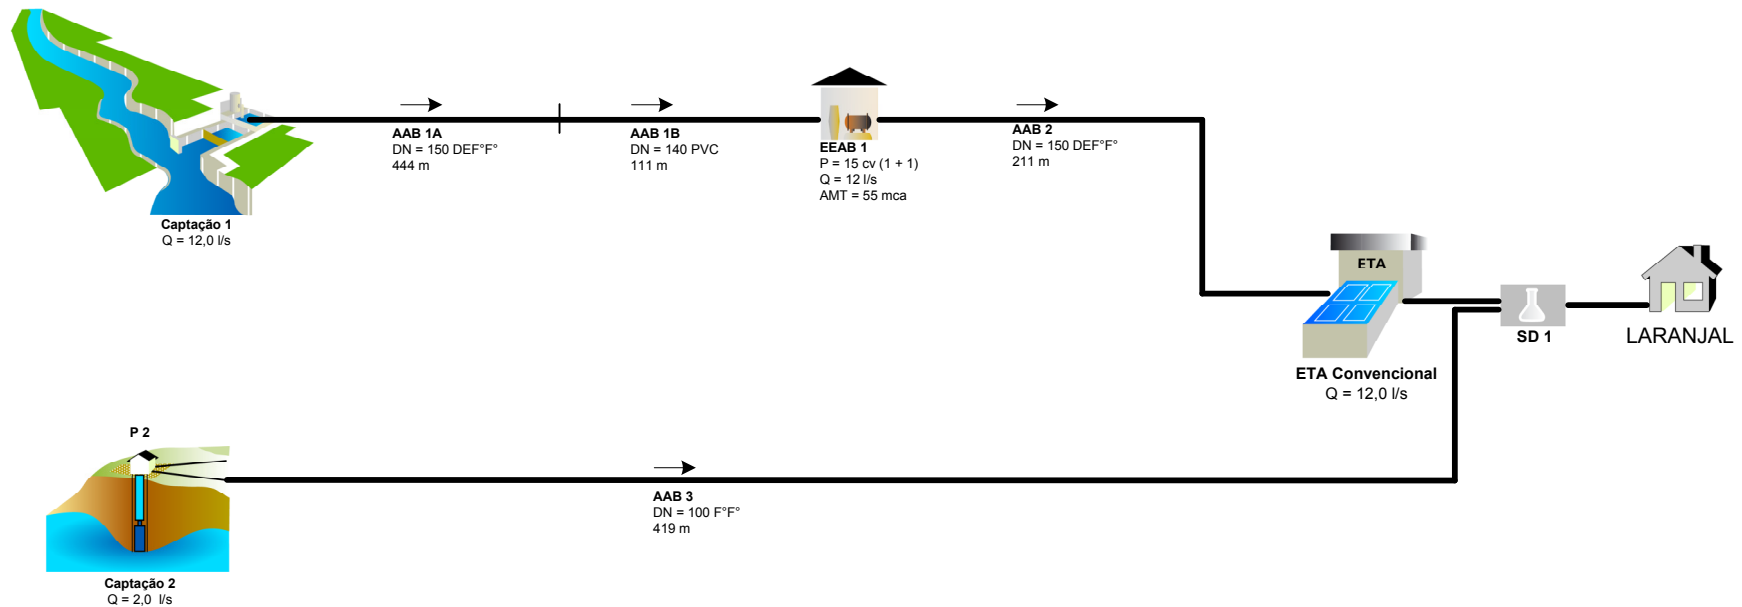 AAB 1A
DN = 150 DEF°F°
444 m
AAB 1B
DN = 140 PVC
111 m
EEAB 1
P = 15 cv (1 + 1)
Q = 12 l/s
AMT = 55 mca
AAB 2
DN = 150 DEF°F°
211 m
Captação 1
Q = 12,0 l/s
ETA
ETA Convencional
Q = 12,0 l/s
SD 1
LARANJAL
P 2
AAB 3
DN = 100 F°F°
419 m
Captação 2
Q = 2,0 l/s